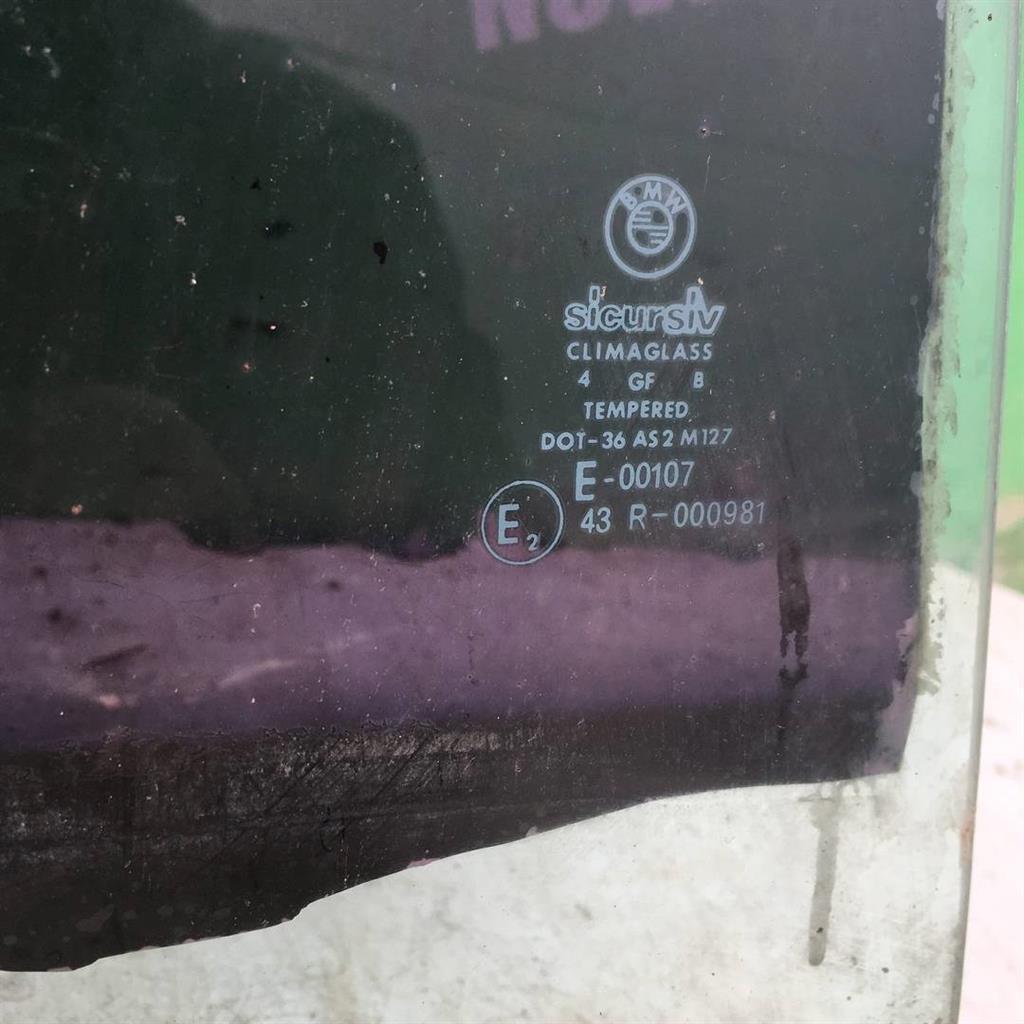 BMW
sicursiv
CLIMAGLASS
4 GF B
TEMPERED
DOT-36 AS2 M127
E-00107
E2 43 R-000981